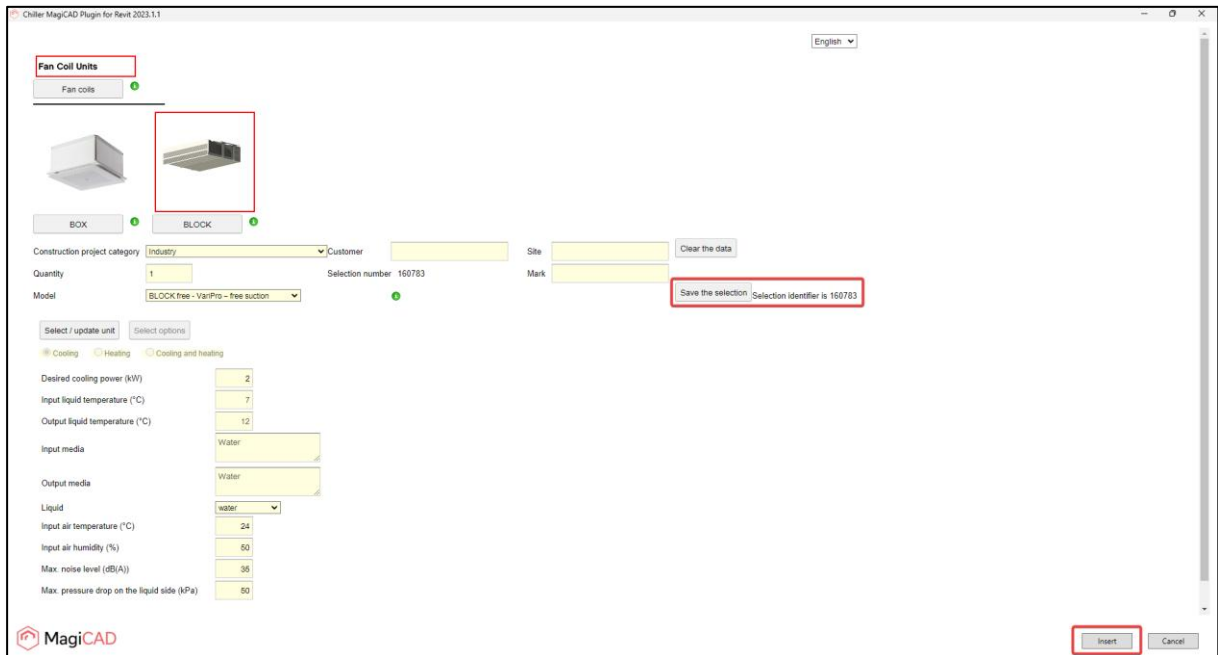 Chiller MagiCAD Plugin for Revit 2023.1.1
English
Fan Coil Units
Fan coils
BOX BLOCK
Construction project category Industry Customer Site Clear the data
Quantity 1 Selection number 160783 Mark
Model BLOCK free - VariPro – free suction Save the selection Selection identifier is 160783
Select / update unit Select options
Cooling Heating Cooling and heating
Desired cooling power (kW) 2
Input liquid temperature (°C) 7
Output liquid temperature (°C) 12
Input media Water
Output media Water
Liquid water
Input air temperature (°C) 24
Input air humidity (%) 50
Max. noise level (dB(A)) 35
Max. pressure drop on the liquid side (kPa) 50
MagiCAD Insert Cancel